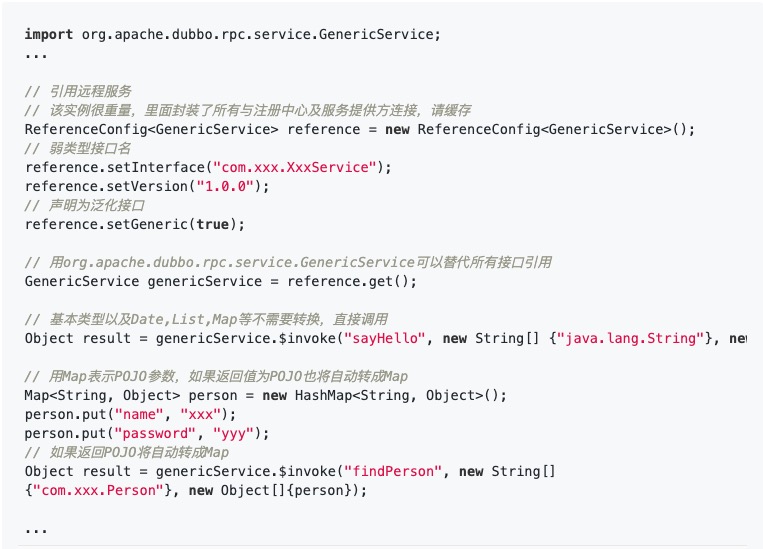 import org.apache.dubbo.rpc.service.GenericService;
...
// 引用远程服务
// 该实例很重量，里面封装了所有与注册中心及服务提供方连接，请缓存
ReferenceConfig<GenericService> reference = new ReferenceConfig<GenericService>();
// 弱类型接口名
reference.setInterface("com.xxx.XxxService");
reference.setVersion("1.0.0");
// 声明为泛化接口
reference.setGeneric(true);
// 用org.apache.dubbo.rpc.service.GenericService可以替代所有接口引用
GenericService genericService = reference.get();
// 基本类型以及Date,List,Map等不需要转换，直接调用
Object result = genericService.$invoke("sayHello", new String[] {"java.lang.String"},
// 用Map表示POJO参数，如果返回值为POJO也将自动转成Map
Map<String, Object> person = new HashMap<String, Object>();
person.put("name", "xxx");
person.put("password", "yyy");
// 如果返回POJO将自动转成Map
Object result = genericService.$invoke("findPerson", new String[]
{"com.xxx.Person"}, new Object[]{person});
...